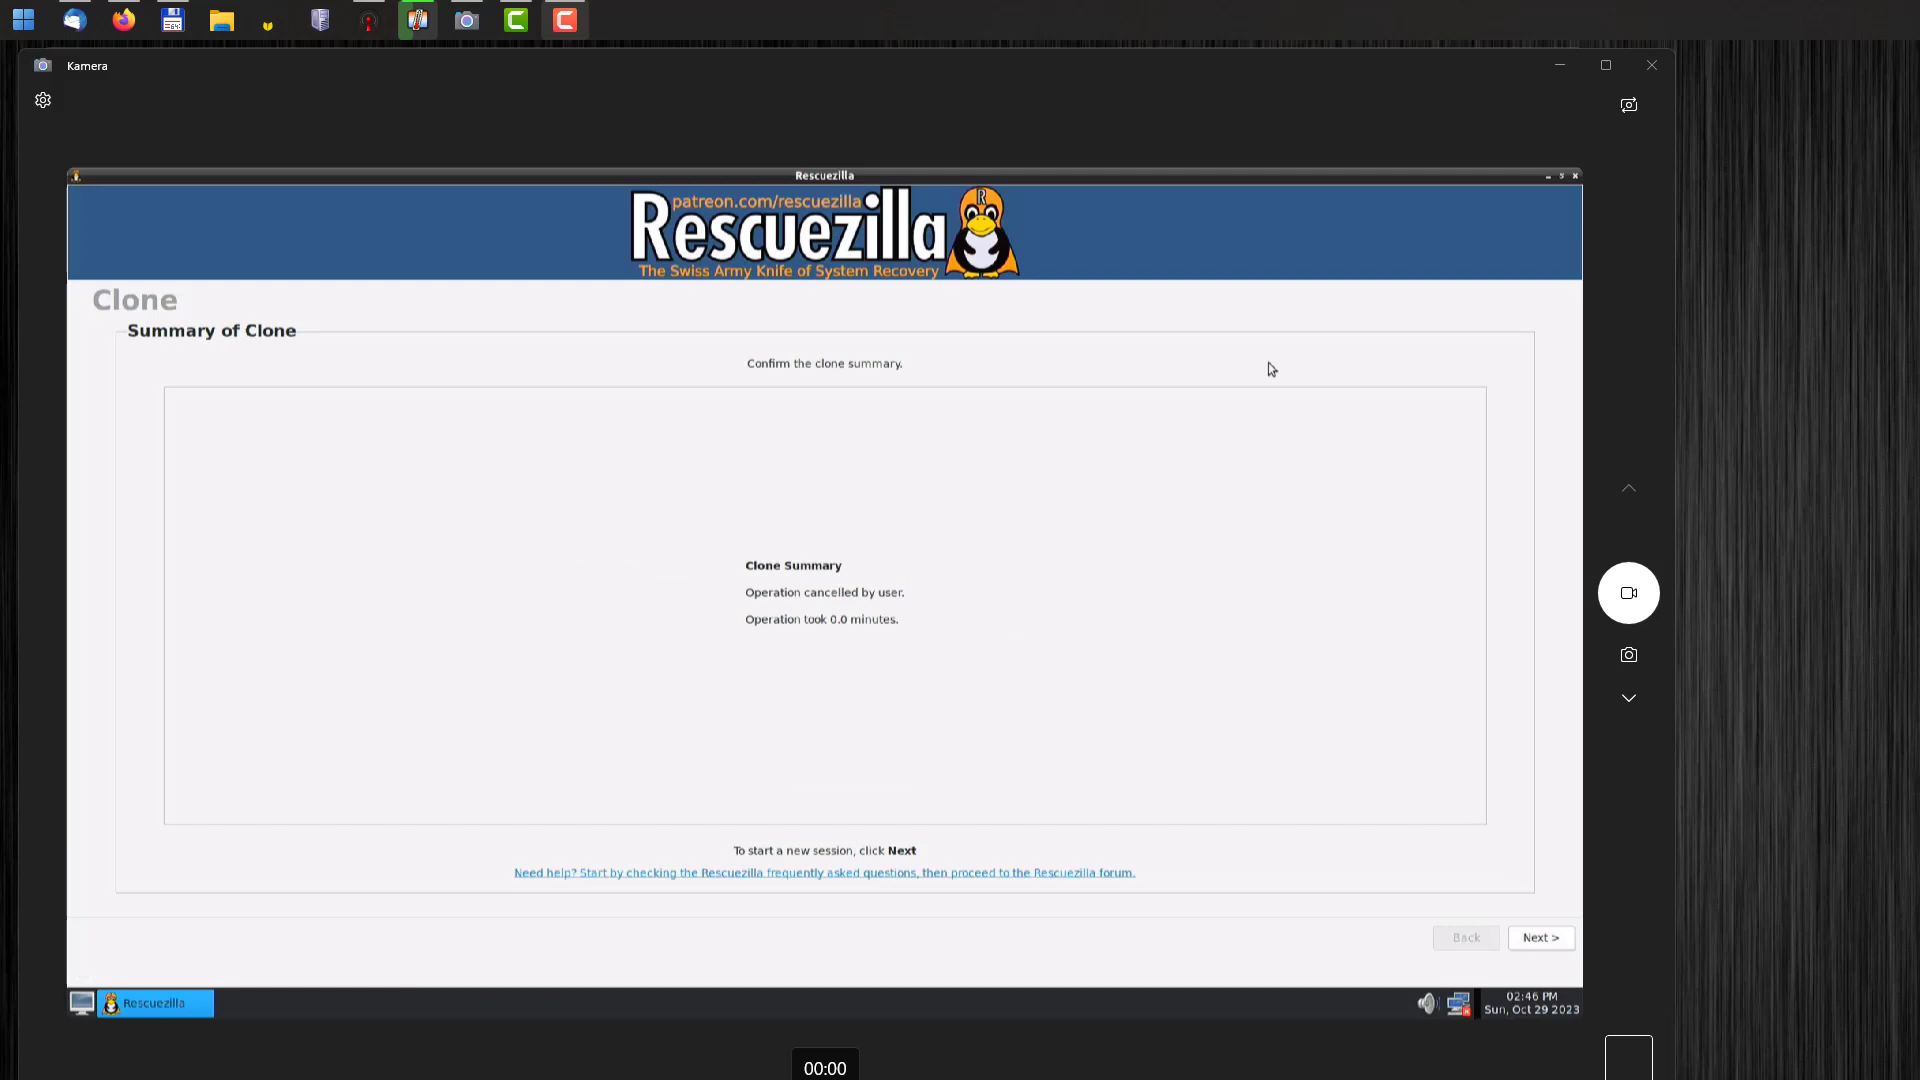 Kamera
Rescuezilla
patreon.com/rescuezilla
Rescuezilla
The Swiss Army Knife of System Recovery
Clone
Summary of Clone
Confirm the clone summary.
Clone Summary
Operation cancelled by user.
Operation took 0.0 minutes.
To start a new session, click Next
Need help? Start by checking the Rescuezilla frequently asked questions, then proceed to the Rescuezilla forum.
Back
Next >
Rescuezilla
02:46 PM
Sun, Oct 29 2023
00:00